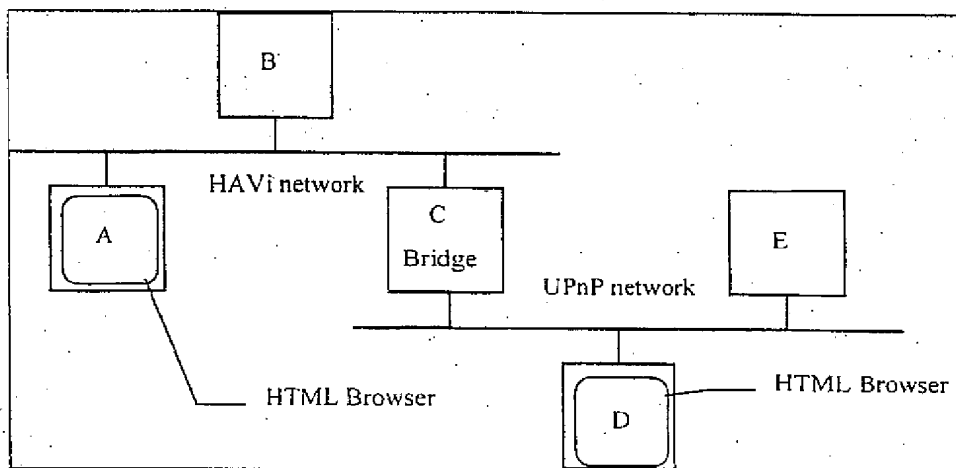 B
HAVi network
A
C
Bridge
E
UPnP network
HTML Browser
HTML Browser
D